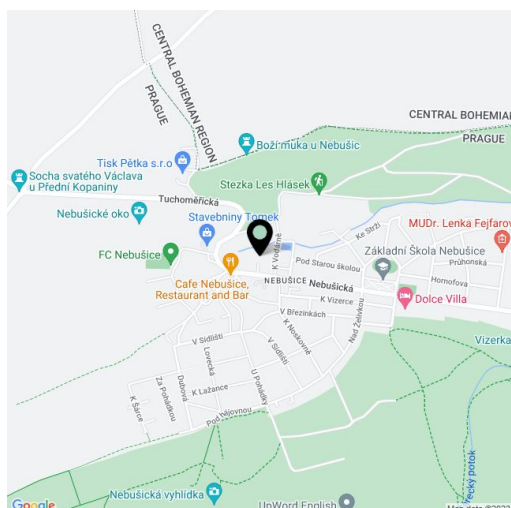 CENTRAL BOHEMIAN REGION
PRAGUE
CENTRAL BOHEMIAN
PRAGUE
Boží muka u Nebušic
Tisk Pětka s.r.o
Socha svatého Václava
u Přední Kopaniny
Stezka Les Hlásek
Tuchoměřická
Nebušické oko
Stavebniny Tomek
Ke Strži
MUDr. Lenka Fejfarov
K Vodárně
FC Nebušice
Základní Škola Nebušice
Pod Starou školou
Průhonská
Cafe Nebušice,
Restaurant and Bar
NEBUŠICE
Nebušická
Hornofova
K Vizerce
Dolce Villa
V Březinkách
Nad Želivkou
K Noskovně
Vizerka
V Sídlišti
Lovecká
V Sídlišti
Za Pohádkou
Dubová
U Pohádky
K Lažance
K Šárce
Pod Vějovnou
Nebušická vyhlídka
UpWord English
Google